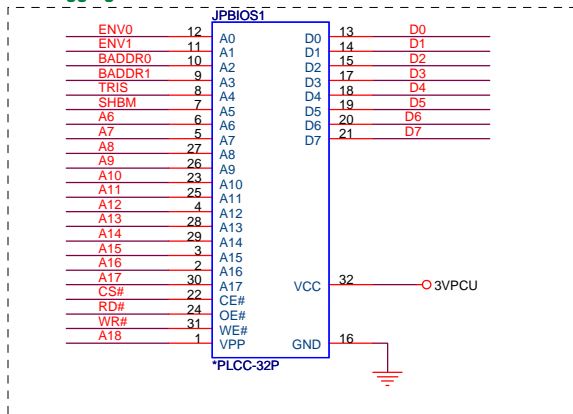 JPBIOS1
ENV0 12 A0 D0 13 D0
ENV1 11 A1 D1 14 D1
BADDR0 10 A2 D2 15 D2
BADDR1 9 A3 D3 17 D3
TRIS 8 A4 D4 18 D4
SHBM 7 A5 D5 19 D5
A6 6 A6 D6 20 D6
A7 5 A7 D7 21 D7
A8 27 A8
A9 26 A9
A10 23 A10
A11 25 A11
A12 4 A12
A13 28 A13
A14 29 A14
A15 3 A15
A16 2 A16
A17 30 A17 VCC 32 3VPCU
CS# 22 CE#
RD# 24 OE#
WR# 31 WE#
A18 1 VPP GND 16
*PLCC-32P